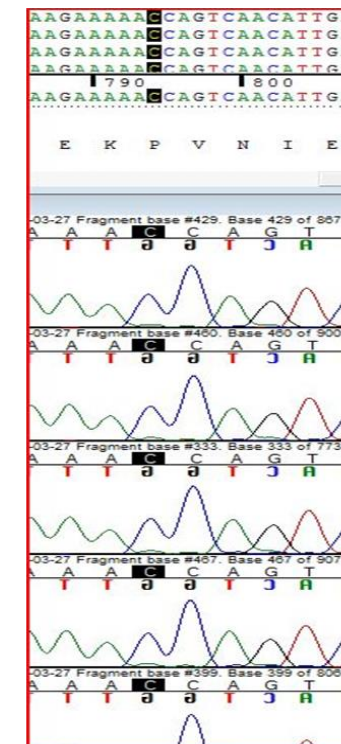 AAGAAAAACCAGTCAACATTG
AAGAAAAACCAGTCAACATTG
AAGAAAAACCAGTCAACATTG
AAGAAAAACCAGTCAACATTG
790 800
AAGAAAAACCAGTCAACATTG
E K P V N I E
-03-27 Fragment base #429. Base 429 of 867
A A A C C A G T
T T G G T C A
-03-27 Fragment base #460. Base 460 of 900
A A A C C A G T
T T G G T C A
-03-27 Fragment base #333. Base 333 of 773
A A A C C A G T
T T G G T C A
-03-27 Fragment base #467. Base 467 of 907
A A A C C A G T
T T G G T C A
-03-27 Fragment base #399. Base 399 of 806
A A A C C A G T
T T G G T C A